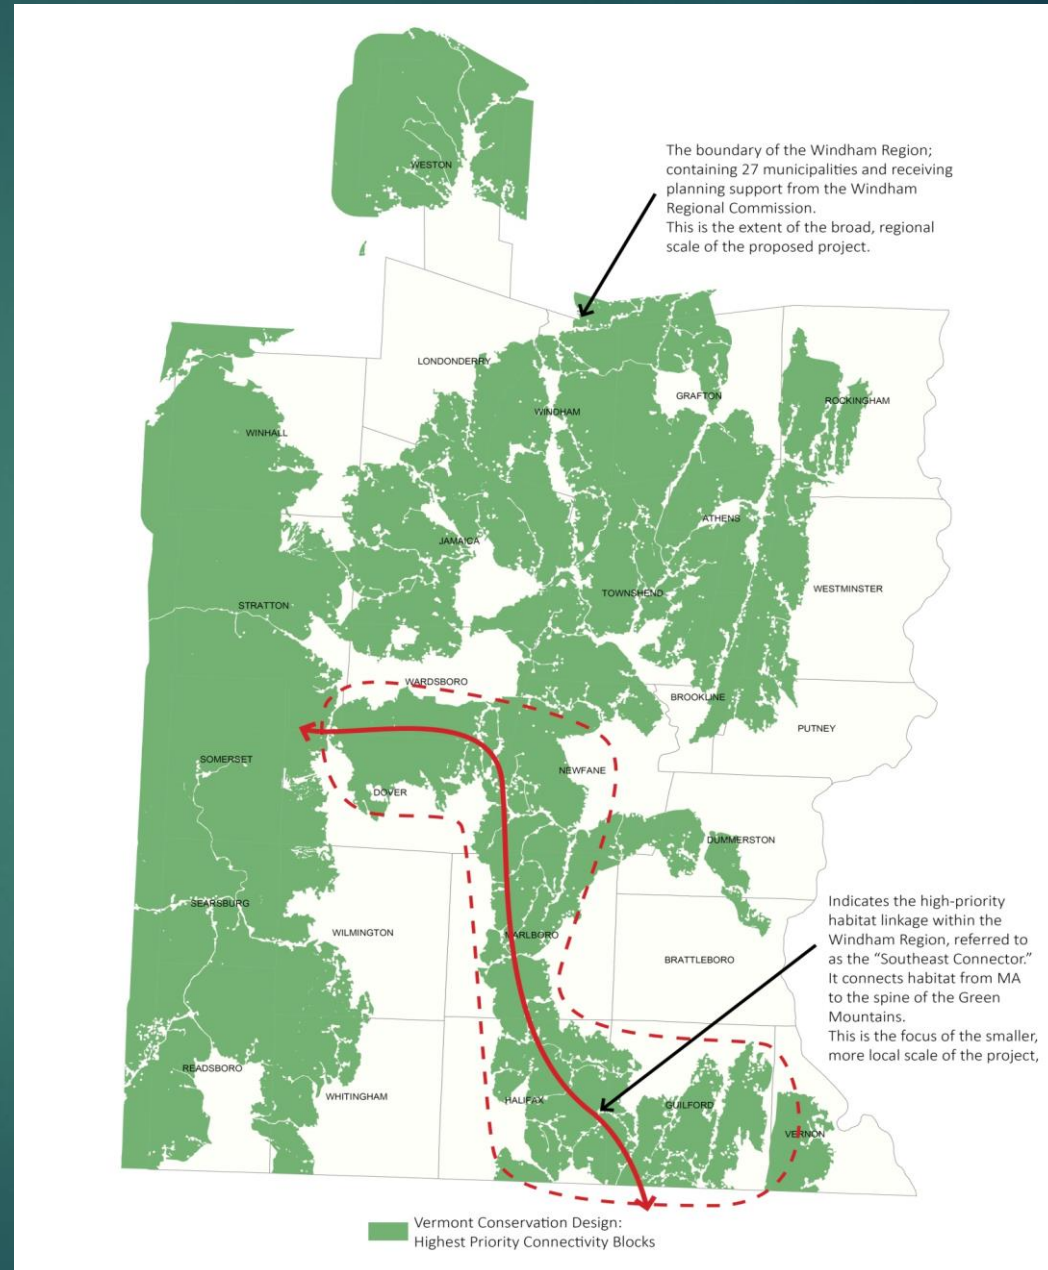 WESTON
The boundary of the Windham Region;
containing 27 municipalities and receiving
planning support from the Windham
Regional Commission.
This is the extent of the broad, regional
scale of the proposed project.
LONDONDERRY
WINDHAM
GRAFTON
ROCKINGHAM
WINHALL
JAMAICA
ATHENS
STRATTON
TOWNSHEND
WESTMINSTER
WARDSBORO
BROOKLINE
PUTNEY
SOMERSET
NEWFANE
DOVER
DUMMERSTON
SEARSBURG
WILMINGTON
MARLBORO
BRATTLEBORO
Indicates the high-priority
habitat linkage within the
Windham Region, referred to
as the “Southeast Connector.”
It connects habitat from MA
to the spine of the Green
Mountains.
This is the focus of the smaller,
more local scale of the project,
READSBORO
WHITINGHAM
HALIFAX
GUILFORD
VERNON
Vermont Conservation Design:
Highest Priority Connectivity Blocks